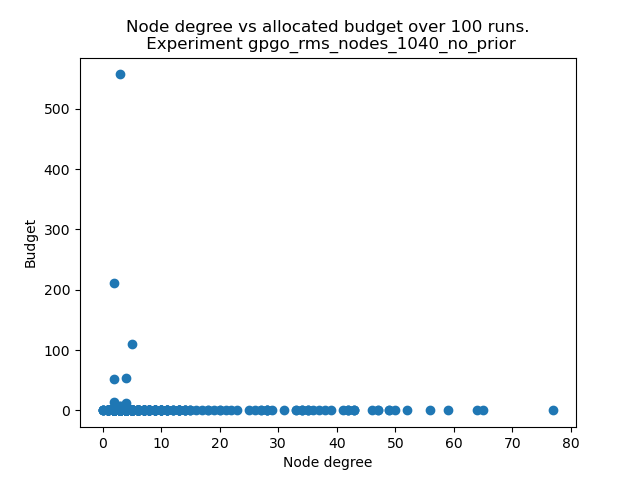 Node degree vs allocated budget over 100 runs.
Experiment gpgo_rms_nodes_1040_no_prior
Budget
500
400
300
200
100
0
0 10 20 30 40 50 60 70 80
Node degree